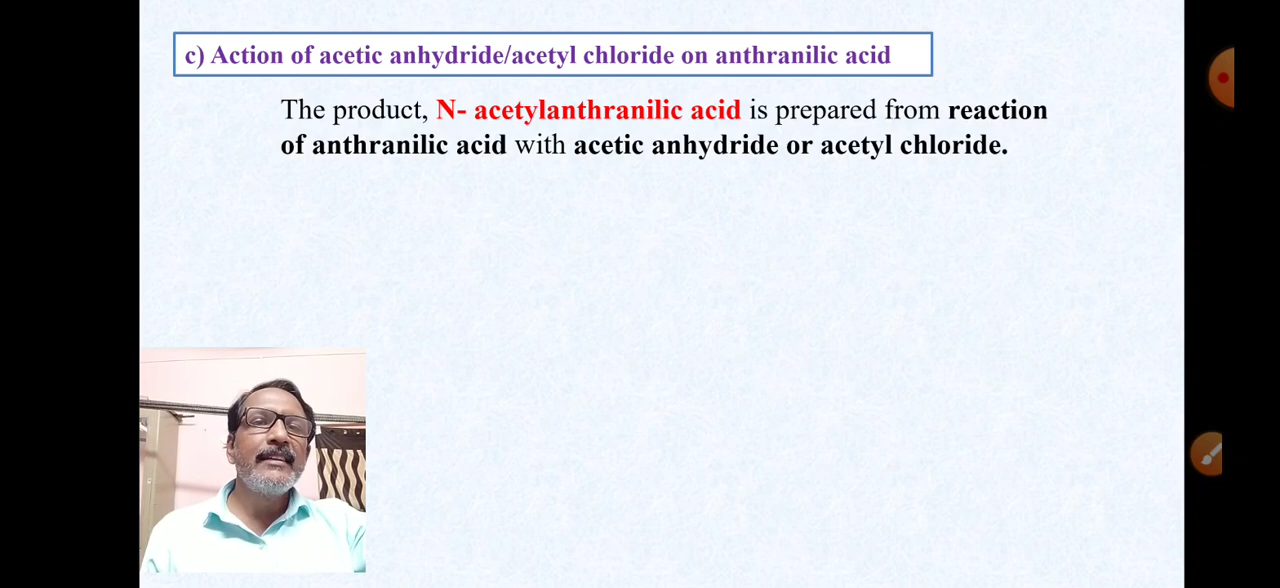 c) Action of acetic anhydride/acetyl chloride on anthranilic acid
The product, N- acetylanthranilic acid is prepared from reaction
of anthranilic acid with acetic anhydride or acetyl chloride.